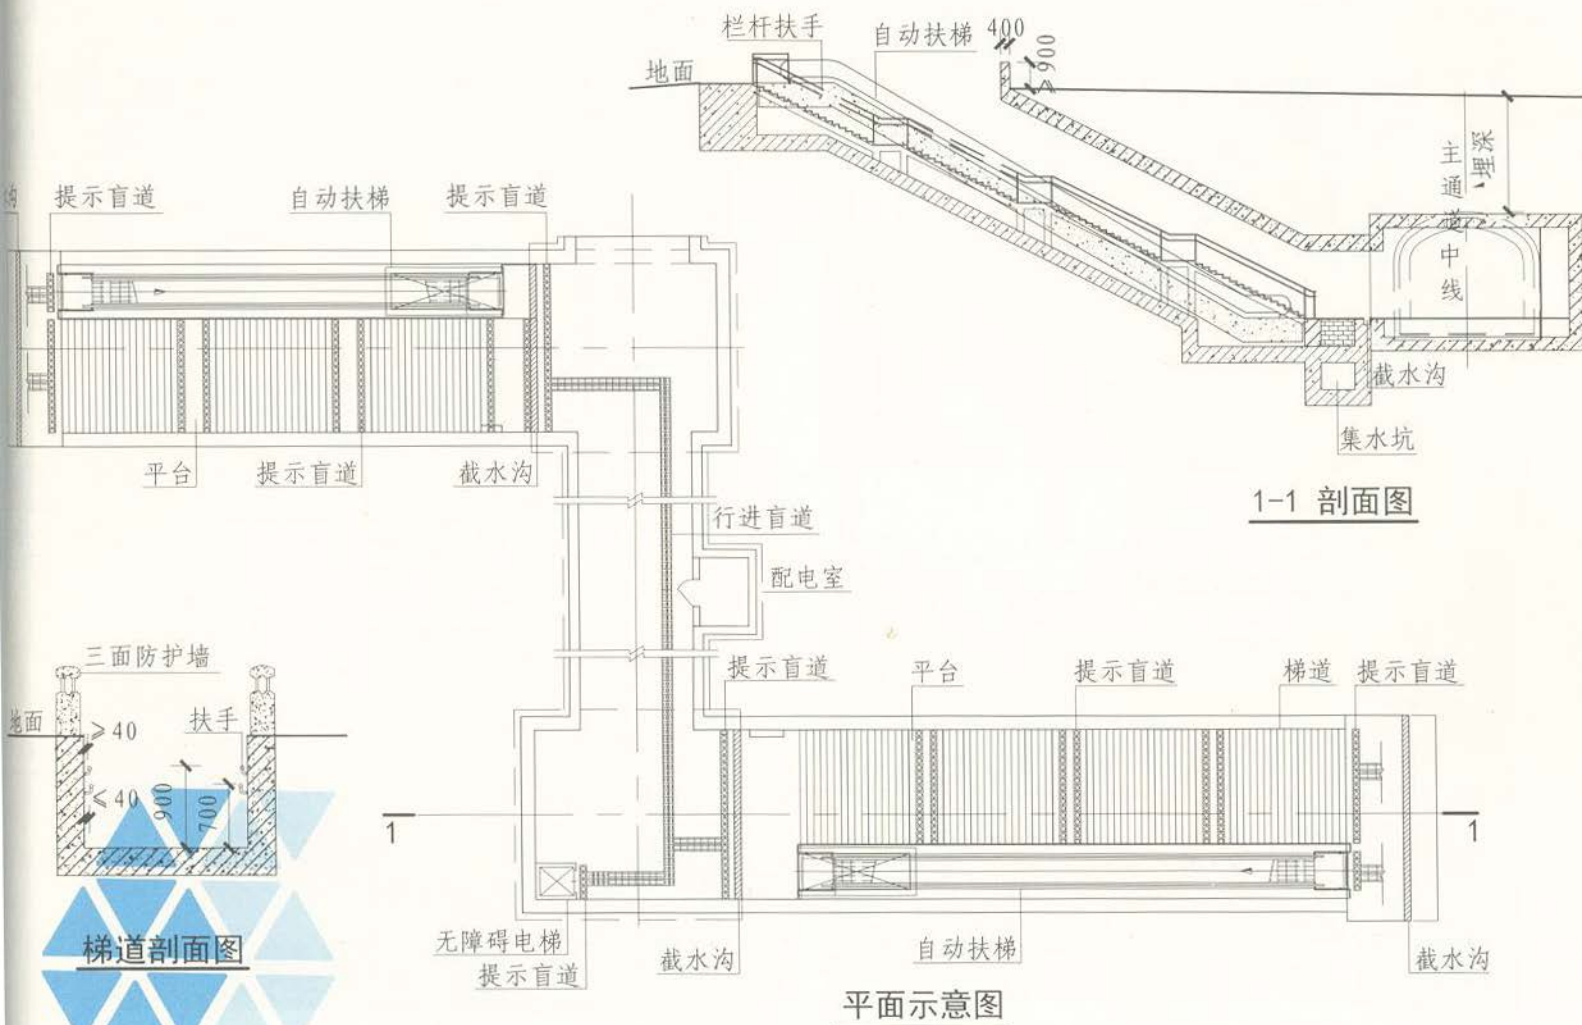 栏杆扶手
自动扶梯
400
≥900
地面
主通道中线
埋深
截水沟
集水坑
1-1 剖面图
沟
提示盲道
自动扶梯
提示盲道
平台
提示盲道
截水沟
行进盲道
配电室
三面防护墙
地面
≥40
扶手
≤40
900
700
梯道剖面图
提示盲道
平台
提示盲道
梯道
提示盲道
1
1
无障碍电梯
提示盲道
截水沟
自动扶梯
截水沟
平面示意图